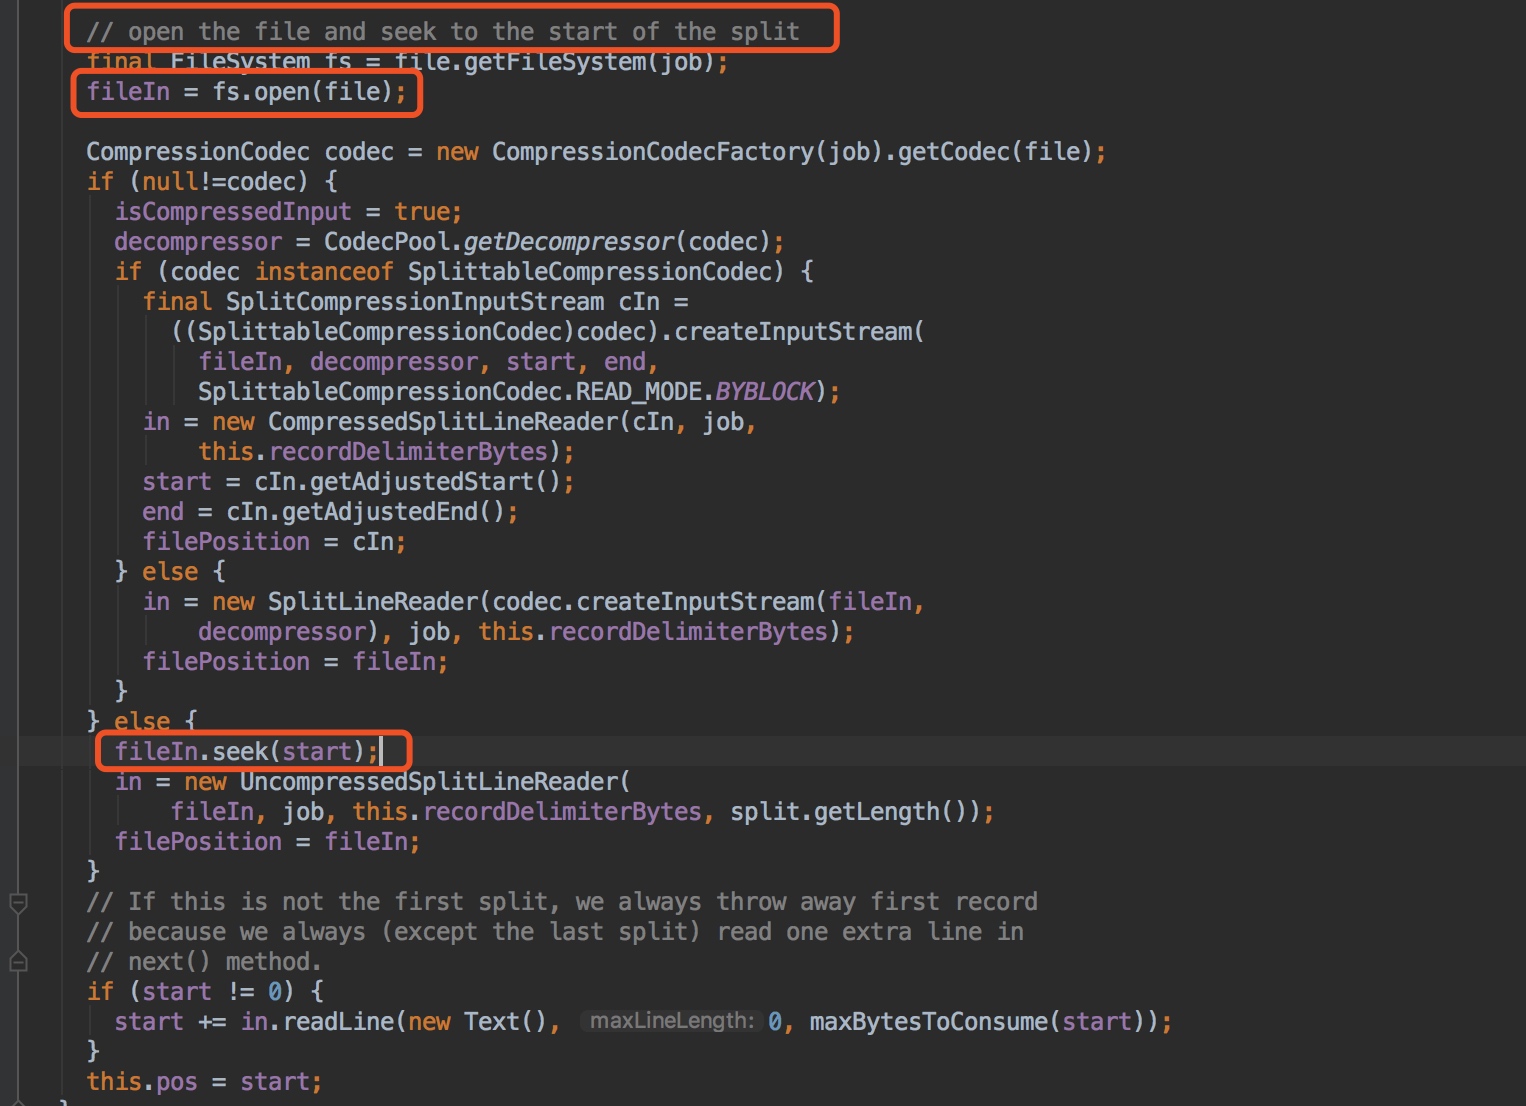 // open the file and seek to the start of the split
final FileSystem fs = file.getFileSystem(job);
fileIn = fs.open(file);
CompressionCodec codec = new CompressionCodecFactory(job).getCodec(file);
if (null!=codec) {
isCompressedInput = true;
decompressor = CodecPool.getDecompressor(codec);
if (codec instanceof SplittableCompressionCodec) {
final SplitCompressionInputStream cIn =
((SplittableCompressionCodec)codec).createInputStream(
fileIn, decompressor, start, end,
SplittableCompressionCodec.READ_MODE.BYBLOCK);
in = new CompressedSplitLineReader(cIn, job,
this.recordDelimiterBytes);
start = cIn.getAdjustedStart();
end = cIn.getAdjustedEnd();
filePosition = cIn;
} else {
in = new SplitLineReader(codec.createInputStream(fileIn,
decompressor), job, this.recordDelimiterBytes);
filePosition = fileIn;
}
} else {
fileIn.seek(start);
in = new UncompressedSplitLineReader(
fileIn, job, this.recordDelimiterBytes, split.getLength());
filePosition = fileIn;
}
// If this is not the first split, we always throw away first record
// because we always (except the last split) read one extra line in
// next() method.
if (start != 0) {
start += in.readLine(new Text(), maxLineLength: 0, maxBytesToConsume(start));
}
this.pos = start;
}